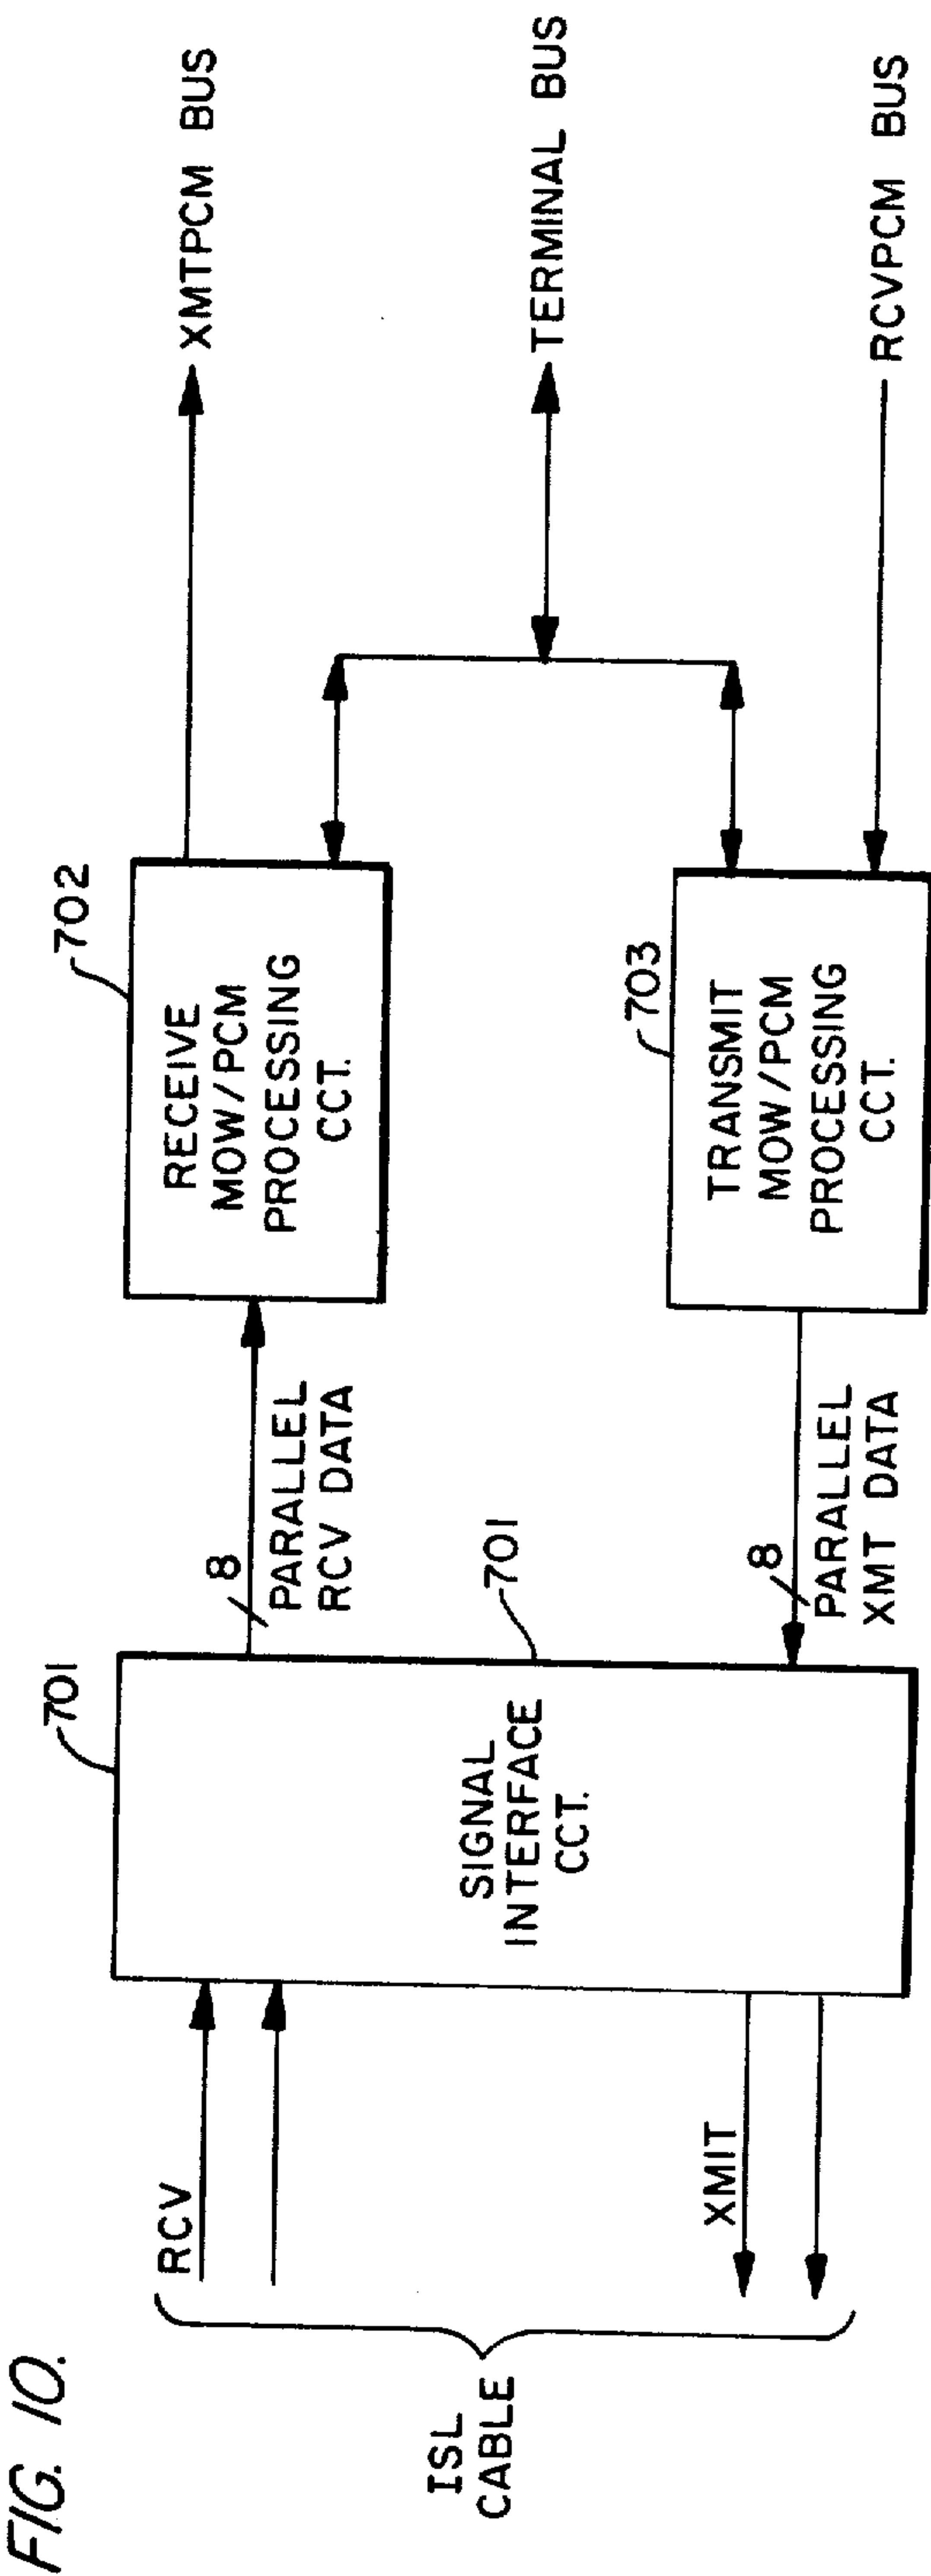 FIG. 10.
ISL
CABLE
RCV
XMIT
701
SIGNAL
INTERFACE
CCT.
701
8
PARALLEL
RCV DATA
8
PARALLEL
XMT DATA
702
RECEIVE
MOW/PCM
PROCESSING
CCT.
703
TRANSMIT
MOW/PCM
PROCESSING
CCT.
XMTPCM BUS
TERMINAL BUS
RCVPCM BUS